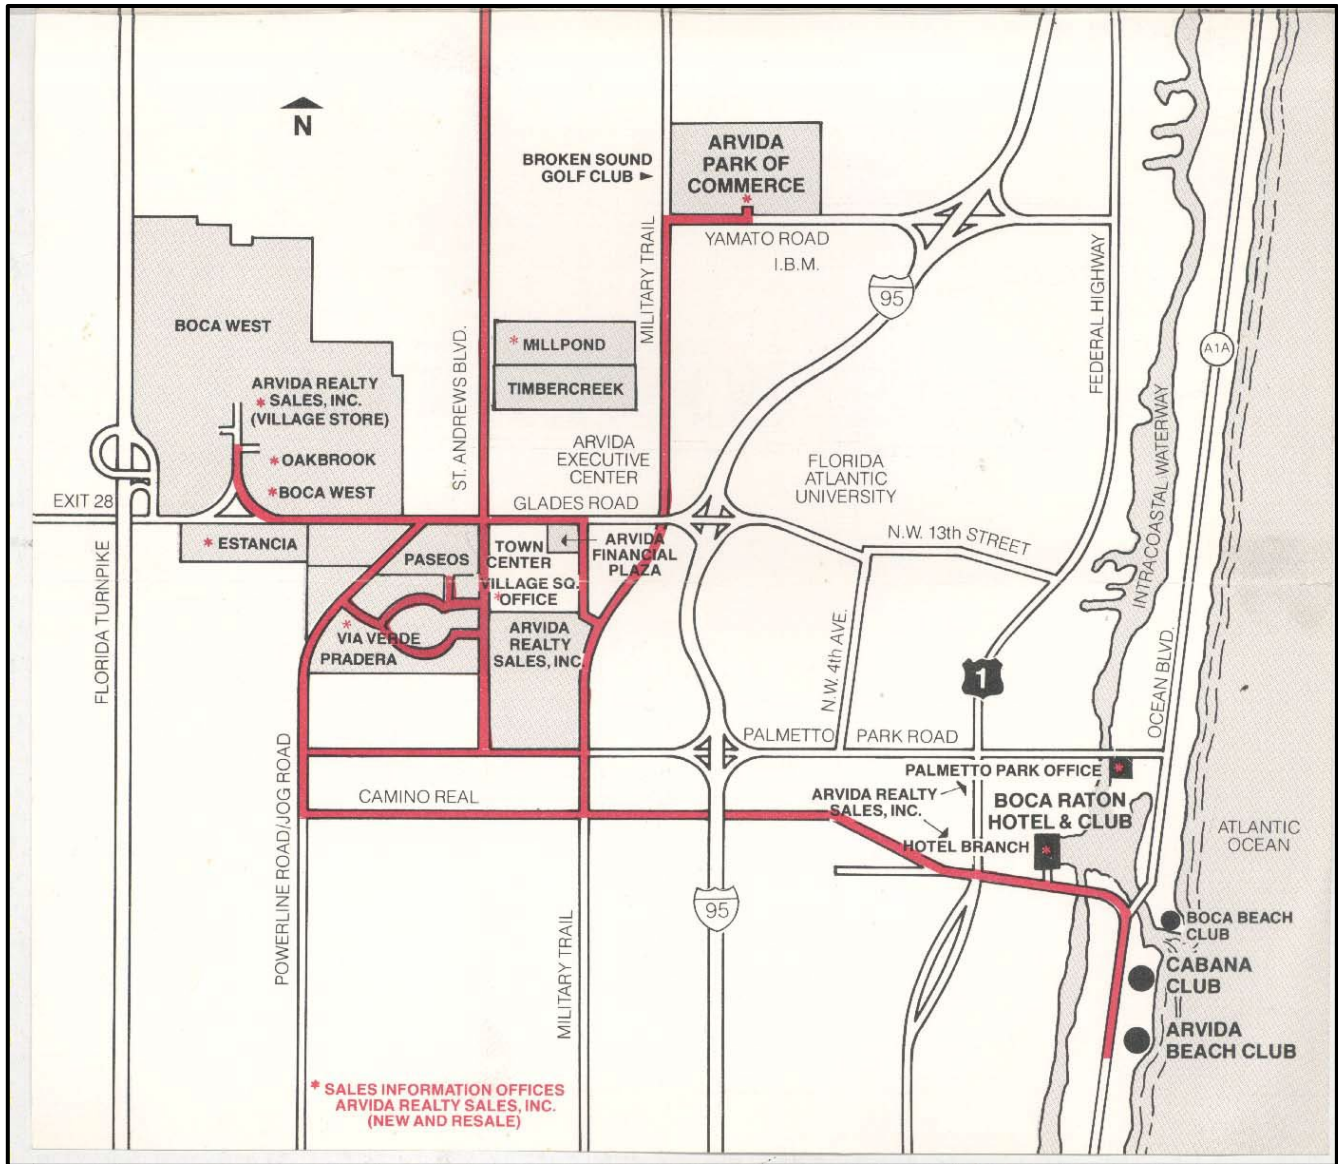 N
BROKEN SOUND
GOLF CLUB
ARVIDA
PARK OF
COMMERCE
*
YAMATO ROAD
I.B.M.
MILITARY TRAIL
95
FEDERAL HIGHWAY
A1A
BOCA WEST
ST. ANDREWS BLVD.
* MILLPOND
TIMBERCREEK
ARVIDA REALTY
* SALES, INC.
(VILLAGE STORE)
* OAKBROOK
* BOCA WEST
ARVIDA
EXECUTIVE
CENTER
FLORIDA
ATLANTIC
UNIVERSITY
INTRACOASTAL WATERWAY
EXIT 28
GLADES ROAD
N.W. 13th STREET
* ESTANCIA
PASEOS
TOWN
CENTER
ARVIDA
FINANCIAL
PLAZA
VILLAGE SQ.
* OFFICE
FLORIDA TURNPIKE
*
VIA VERDE
PRADERA
ARVIDA
REALTY
SALES, INC.
N.W. 4th AVE.
1
OCEAN BLVD.
PALMETTO
PARK ROAD
PALMETTO PARK OFFICE
*
CAMINO REAL
ARVIDA REALTY
SALES, INC.
BOCA RATON
HOTEL & CLUB
HOTEL BRANCH
*
ATLANTIC
OCEAN
POWERLINE ROAD/JOG ROAD
95
MILITARY TRAIL
BOCA BEACH
CLUB
CABANA
CLUB
ARVIDA
BEACH CLUB
* SALES INFORMATION OFFICES
ARVIDA REALTY SALES, INC.
(NEW AND RESALE)